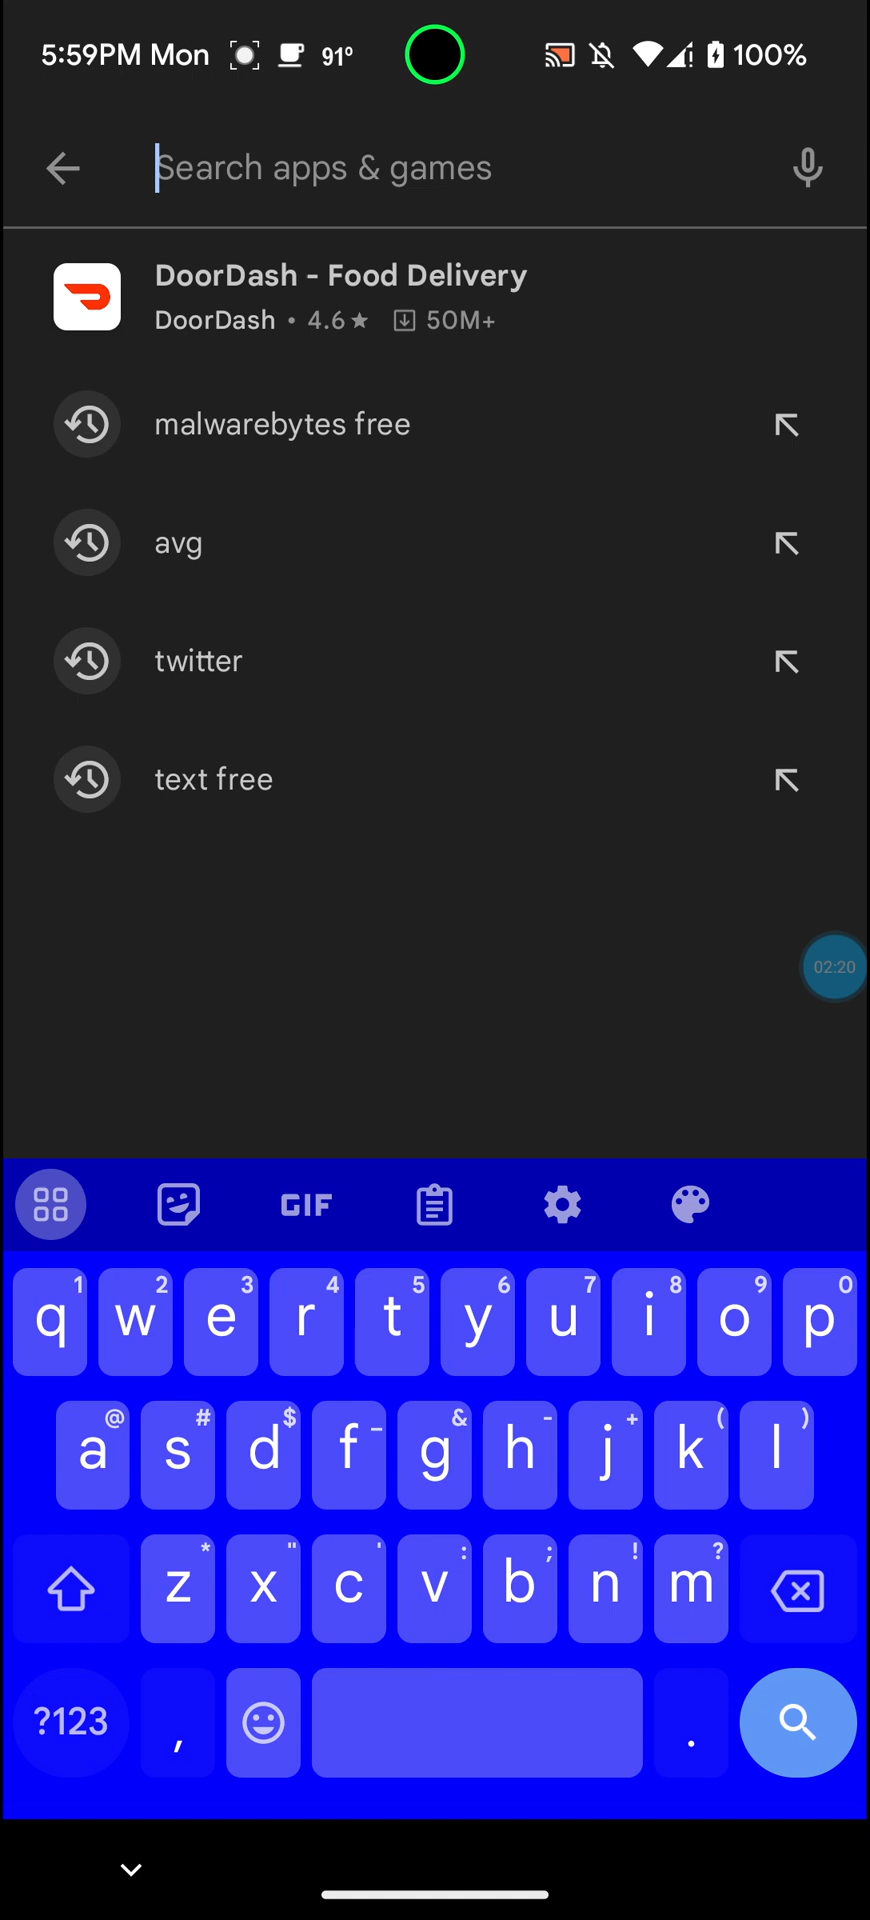 5:59PM Mon 91° 100%
Search apps & games
DoorDash - Food Delivery
DoorDash • 4.6★ 50M+
malwarebytes free
avg
twitter
text free
02:20
GIF
1 2 3 4 5 6 7 8 9 0
q w e r t y u i o p
@ # $ _ & - + ( )
a s d f g h j k l
* " ' : ; ! ?
z x c v b n m
?123 , .